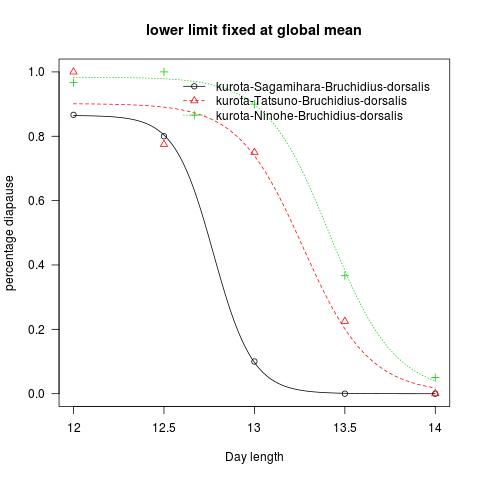 lower limit fixed at global mean
1.0
0.8
0.6
0.4
0.2
0.0
percentage diapause
kurota-Sagamihara-Bruchidius-dorsalis
kurota-Tatsuno-Bruchidius-dorsalis
kurota-Ninohe-Bruchidius-dorsalis
12 12.5 13 13.5 14
Day length